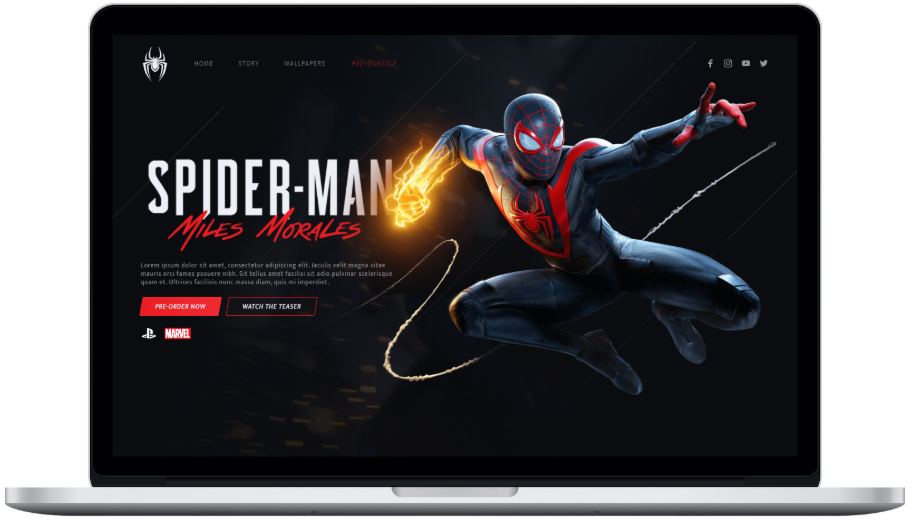 HOME STORY WALLPAPERS #BEYOURSELF
SPIDER-MAN
MILES MORALES
Lorem ipsum dolor sit amet, consectetur adipiscing elit. Iaculis velit magna vitae
mauris orci fames posuere nibh. Sit tellus amet facilisi sit odio pulvinar scelerisque
quam et. Ultrices facilisis nunc massa diam, quis mi imperdiet.
PRE-ORDER NOW WATCH THE TEASER
MARVEL